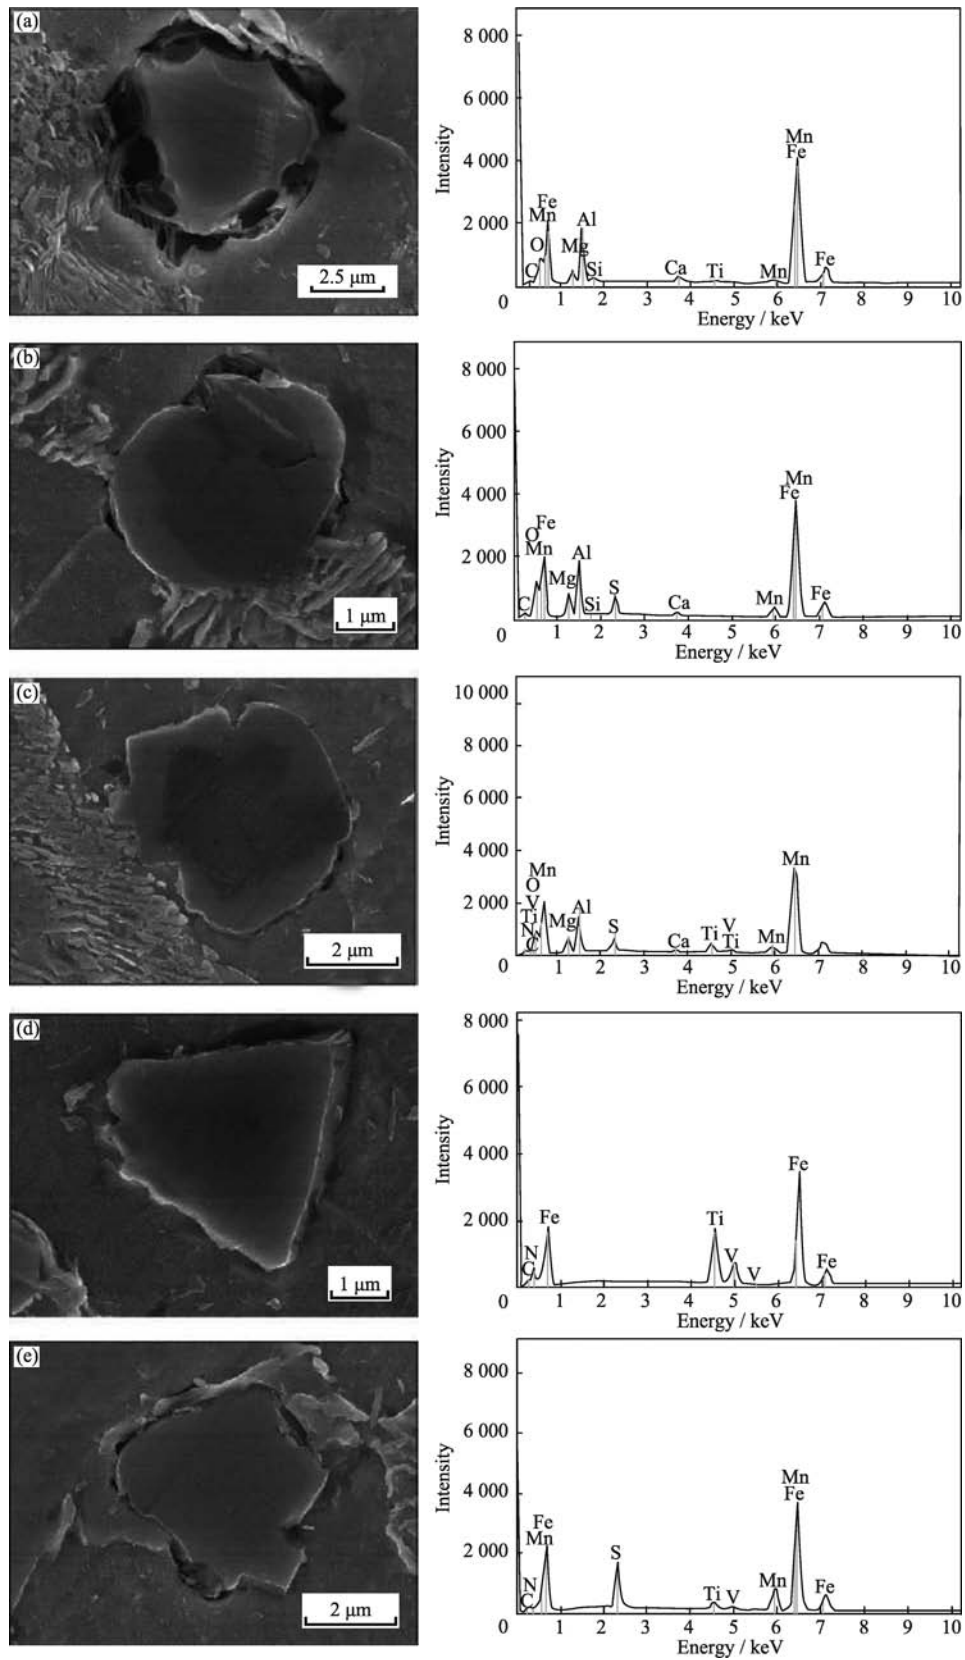 (a)
2.5 μm
8 000
6 000
4 000
2 000
0
Intensity
C
O
Mn
Fe
Mg
Al
Si
Ca
Ti
Mn
Mn
Fe
Fe
1 2 3 4 5 6 7 8 9 10
Energy / keV
(b)
1 μm
8 000
6 000
4 000
2 000
0
Intensity
C
O
Fe
Mn
Mg
Al
Si
S
Ca
Mn
Mn
Fe
Fe
1 2 3 4 5 6 7 8 9 10
Energy / keV
(c)
2 μm
10 000
8 000
6 000
4 000
2 000
0
Intensity
Mn
O
V
Ti
N
C
Mg
Al
S
Ca
Ti
V
Ti
Mn
Mn
1 2 3 4 5 6 7 8 9 10
Energy / keV
(d)
1 μm
8 000
6 000
4 000
2 000
0
Intensity
N
C
Fe
Ti
V
V
Fe
Fe
1 2 3 4 5 6 7 8 9 10
Energy / keV
(e)
2 μm
8 000
6 000
4 000
2 000
0
Intensity
N
C
Fe
Mn
S
Ti
V
Mn
Mn
Fe
Fe
1 2 3 4 5 6 7 8 9 10
Energy / keV